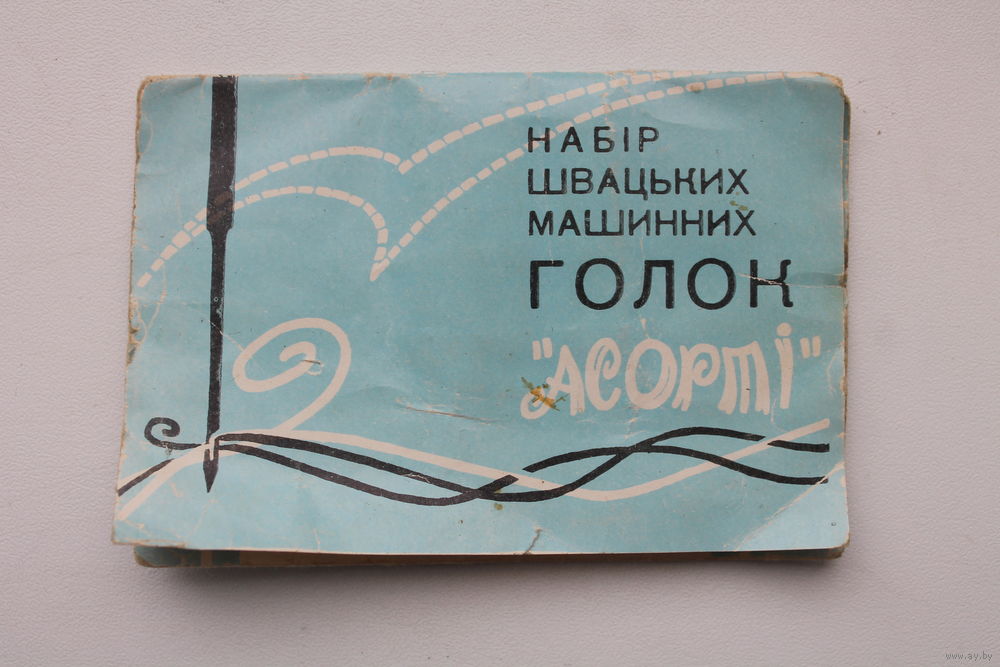 НАБІР
ШВАЦЬКИХ
МАШИННИХ
ГОЛОК
"АСОРТІ"
www.ay.by